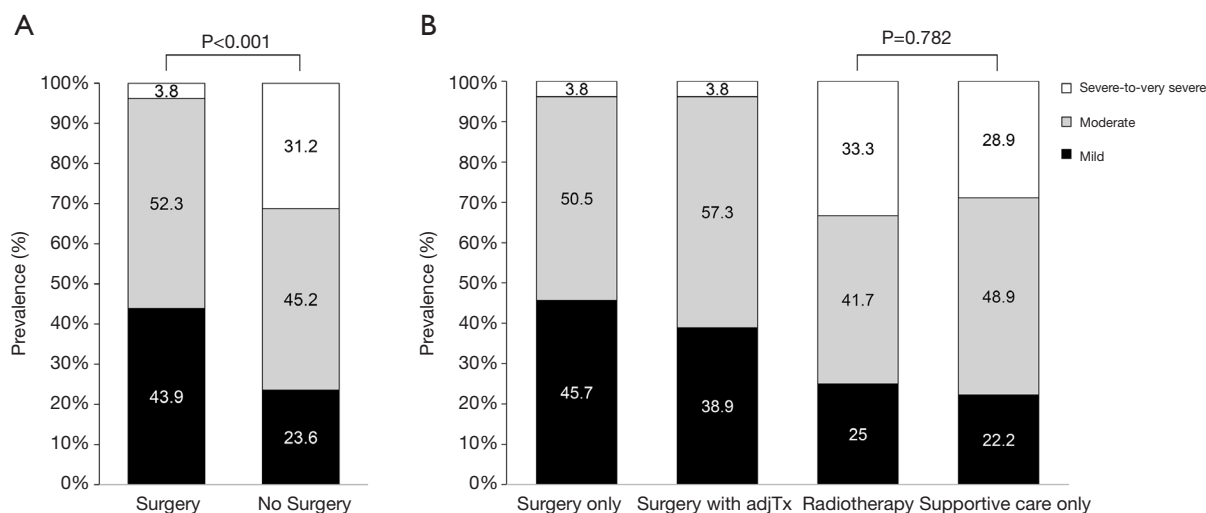 A
P<0.001
Prevalence (%)
100%
90%
80%
70%
60%
50%
40%
30%
20%
10%
0%
3.8
52.3
43.9
31.2
45.2
23.6
Surgery
No Surgery
B
P=0.782
Prevalence (%)
100%
90%
80%
70%
60%
50%
40%
30%
20%
10%
0%
3.8
50.5
45.7
3.8
57.3
38.9
33.3
41.7
25
28.9
48.9
22.2
Surgery only
Surgery with adjTx
Radiotherapy
Supportive care only
Severe-to-very severe
Moderate
Mild